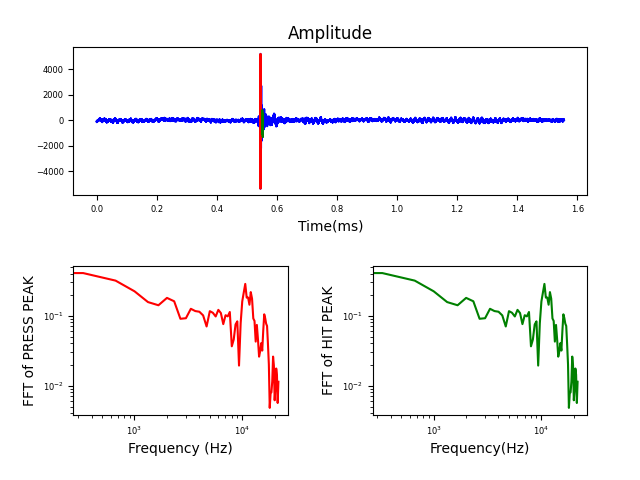 Amplitude
4000
2000
0
−2000
−4000
0.0 0.2 0.4 0.6 0.8 1.0 1.2 1.4 1.6
Time(ms)
FFT of PRESS PEAK
10⁻¹
10⁻²
10³ 10⁴
Frequency (Hz)
FFT of HIT PEAK
10⁻¹
10⁻²
10³ 10⁴
Frequency(Hz)